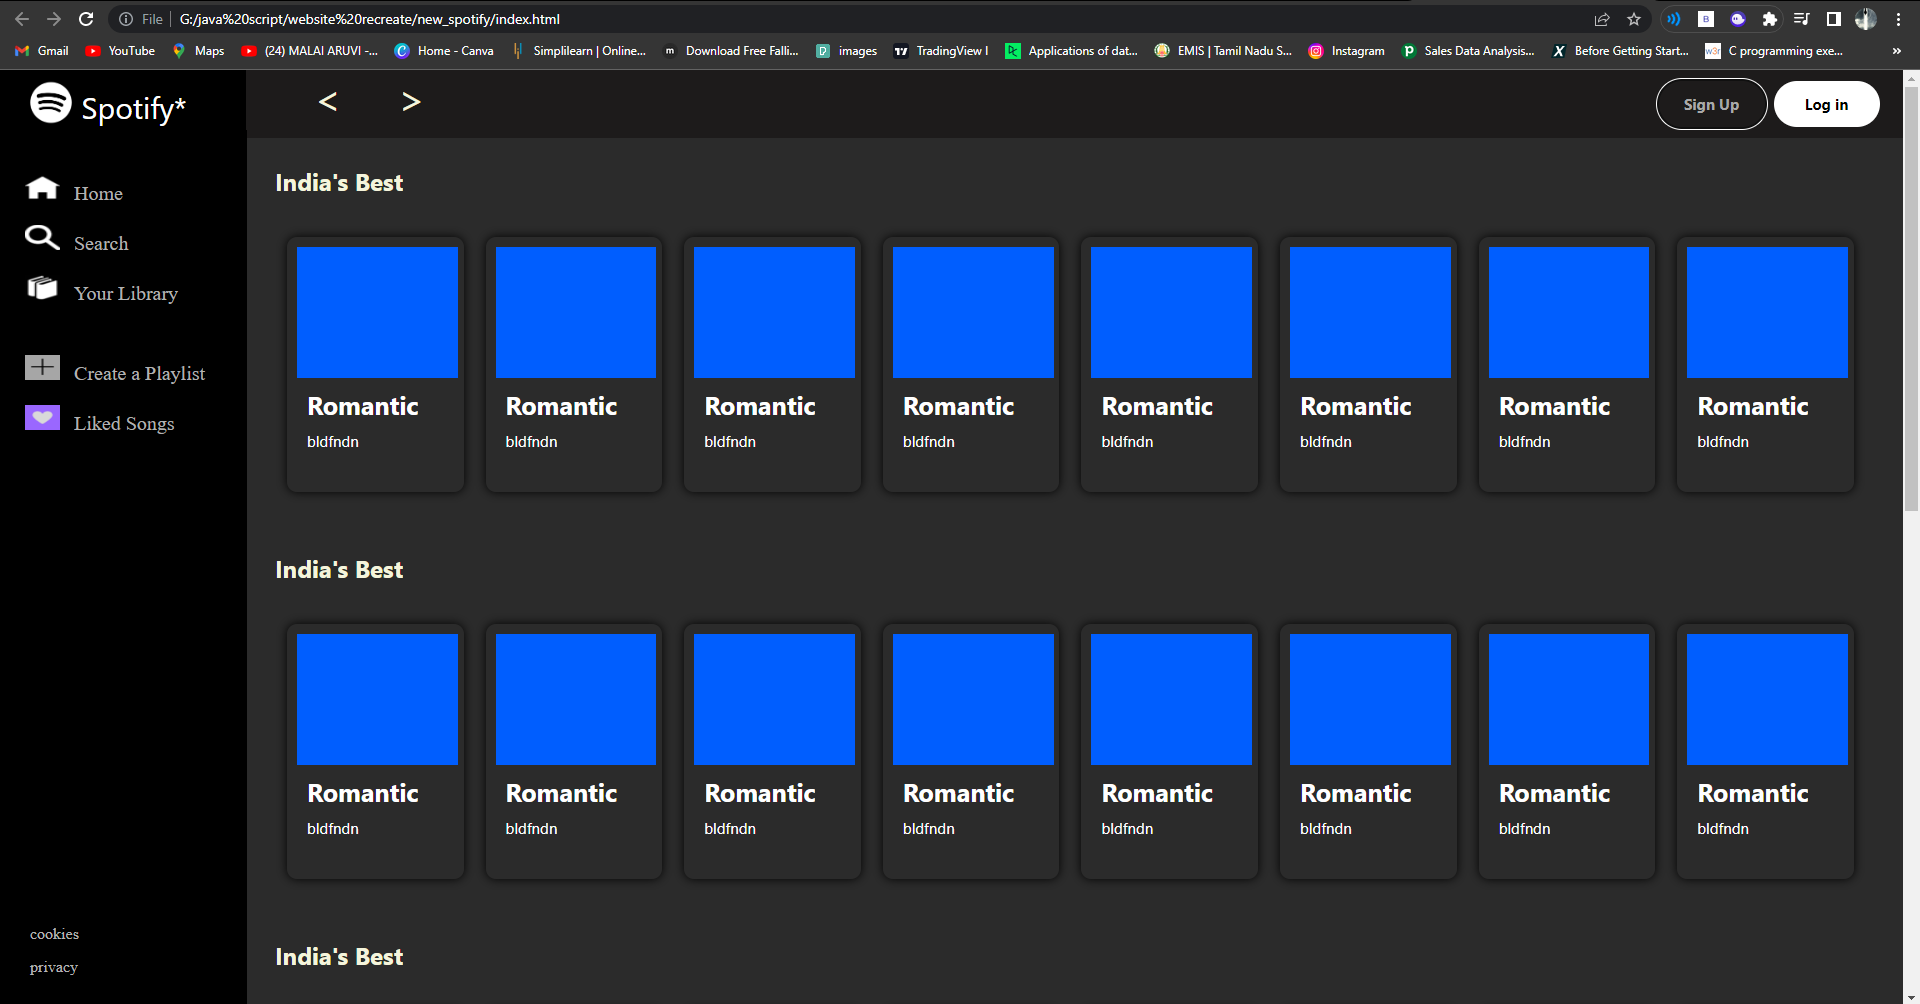 File G:/java%20script/website%20recreate/new_spotify/index.html
Gmail YouTube Maps (24) MALAI ARUVI -... Home - Canva Simplilearn | Online... m Download Free Falli... images TradingView I Applications of dat... EMIS | Tamil Nadu S... Instagram Sales Data Analysis... Before Getting Start... w3r C programming exe... »
Spotify*
< >
Sign Up Log in
Home
Search
Your Library
Create a Playlist
Liked Songs
cookies
privacy
India's Best
Romantic Romantic Romantic Romantic Romantic Romantic Romantic Romantic
bldfndn bldfndn bldfndn bldfndn bldfndn bldfndn bldfndn bldfndn
India's Best
Romantic Romantic Romantic Romantic Romantic Romantic Romantic Romantic
bldfndn bldfndn bldfndn bldfndn bldfndn bldfndn bldfndn bldfndn
India's Best